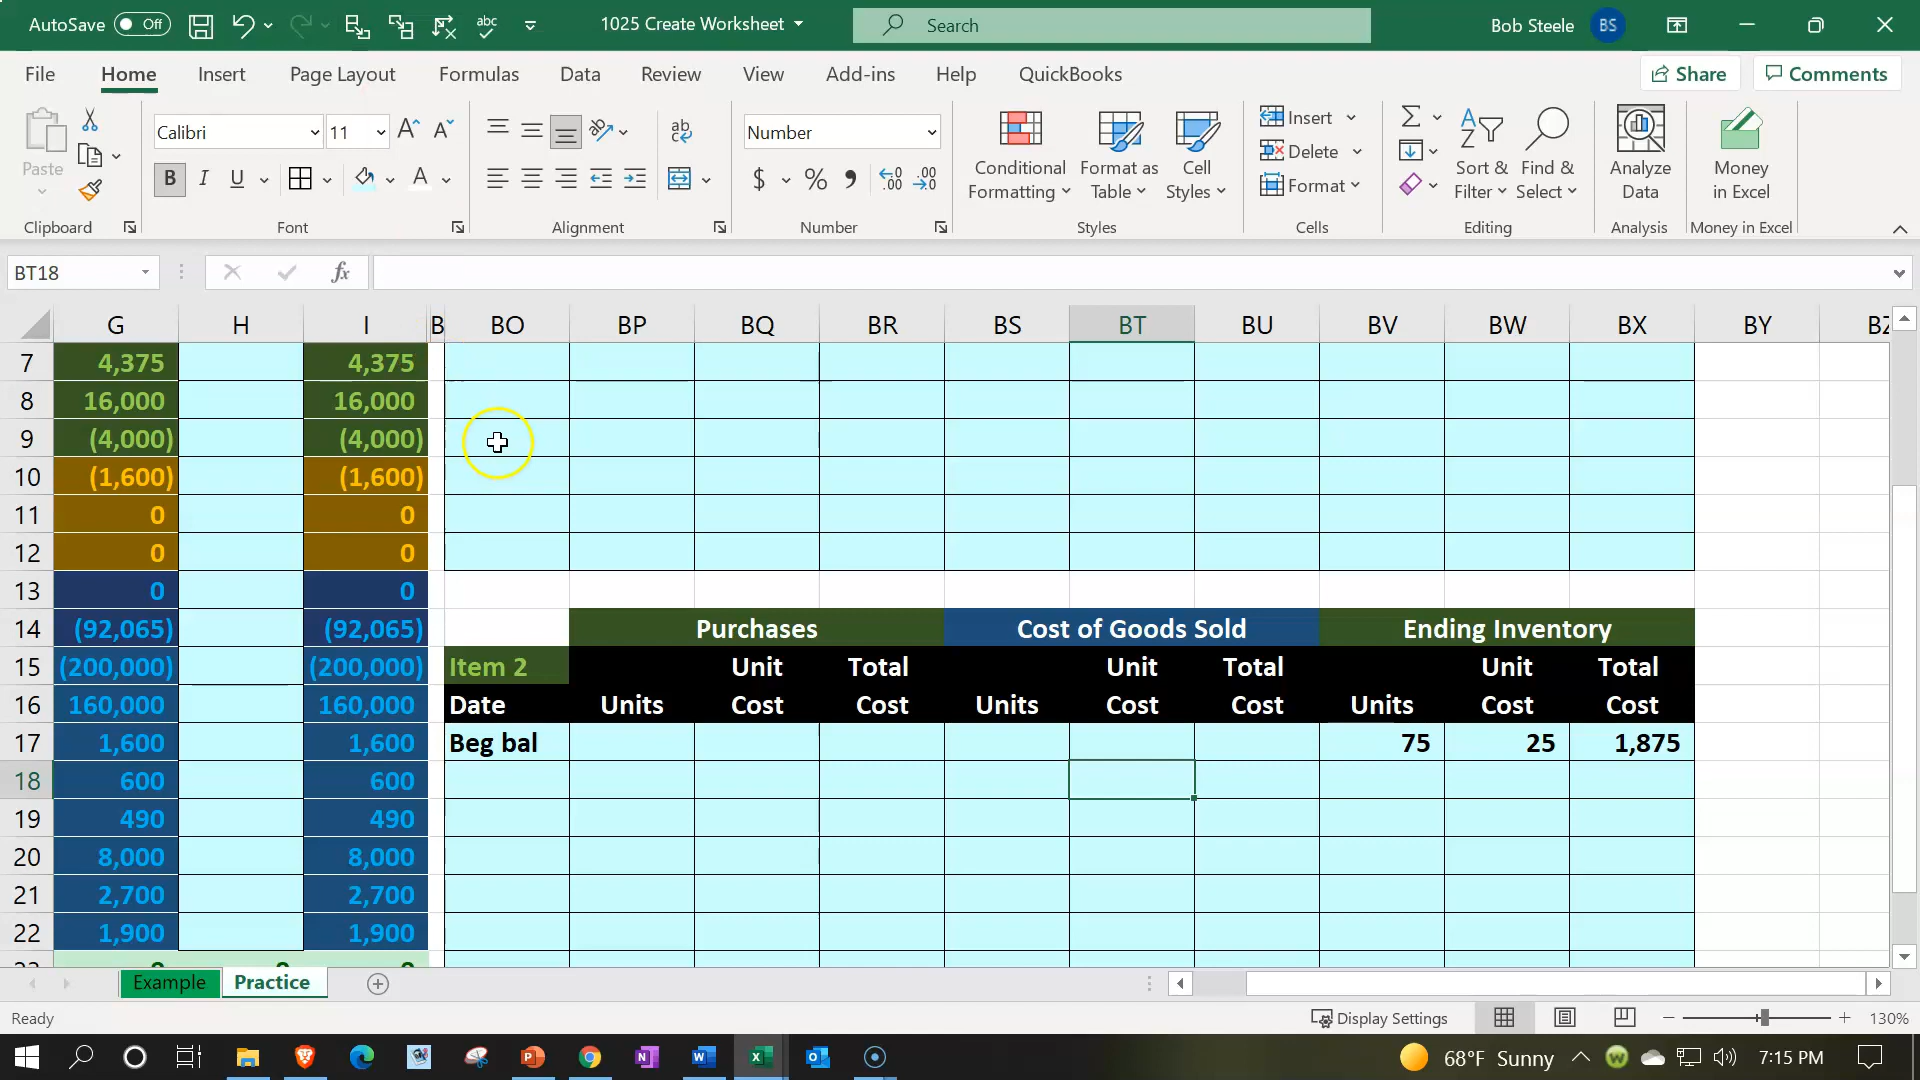 AutoSave Off 1025 Create Worksheet Search Bob Steele BS
File Home Insert Page Layout Formulas Data Review View Add-ins Help QuickBooks Share Comments
Paste
Calibri 11
B I U A
ab
Number
$ % 9
Conditional Formatting
Format as Table
Cell Styles
Insert
Delete
Format
Sort & Filter
Find & Select
Analyze Data
Money in Excel
Clipboard Font Alignment Number Styles Cells Editing Analysis Money in Excel
BT18 fx
G H I B BO BP BQ BR BS BT BU BV BW BX BY BZ
7 4,375 4,375
8 16,000 16,000
9 (4,000) (4,000)
10 (1,600) (1,600)
11 0 0
12 0 0
13 0 0
14 (92,065) (92,065) Purchases Cost of Goods Sold Ending Inventory
15 (200,000) (200,000) Item 2 Unit Total Unit Total Unit Total
16 160,000 160,000 Date Units Cost Cost Units Cost Cost Units Cost Cost
17 1,600 1,600 Beg bal 75 25 1,875
18 600 600
19 490 490
20 8,000 8,000
21 2,700 2,700
22 1,900 1,900
Example Practice
Ready Display Settings 130%
68°F Sunny 7:15 PM